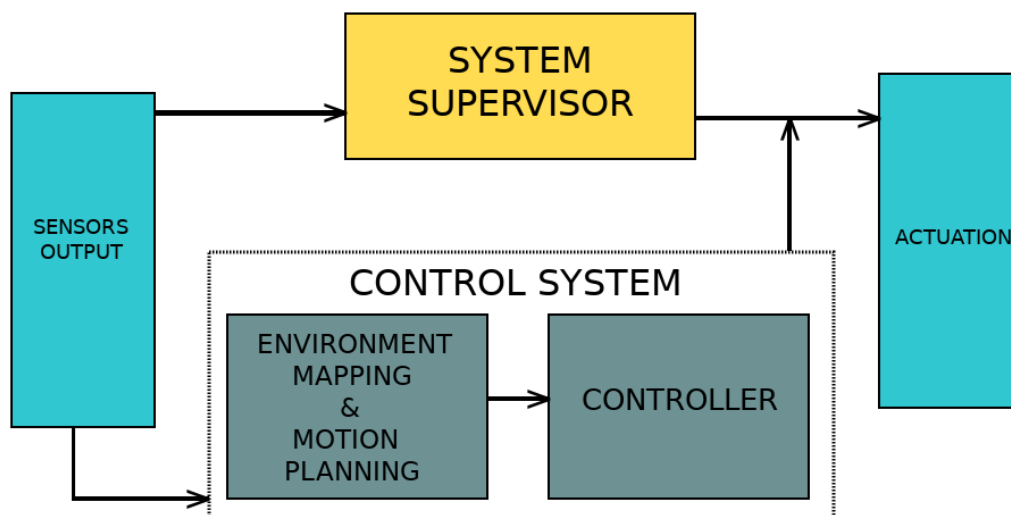 SYSTEM
SUPERVISOR
SENSORS
OUTPUT
ACTUATION
CONTROL SYSTEM
ENVIRONMENT
MAPPING
&
MOTION
PLANNING
CONTROLLER